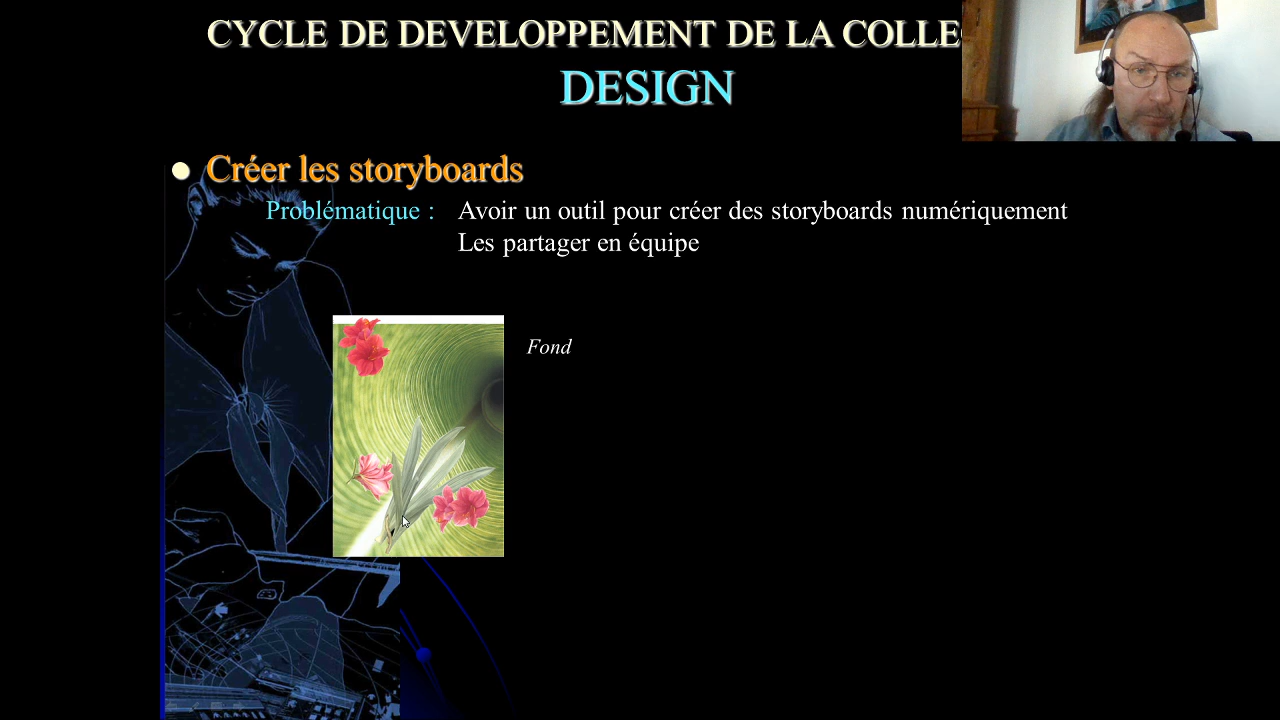 CYCLE DE DEVELOPPEMENT DE LA COLLE
DESIGN
Créer les storyboards
Problématique : Avoir un outil pour créer des storyboards numériquement
Les partager en équipe
Fond